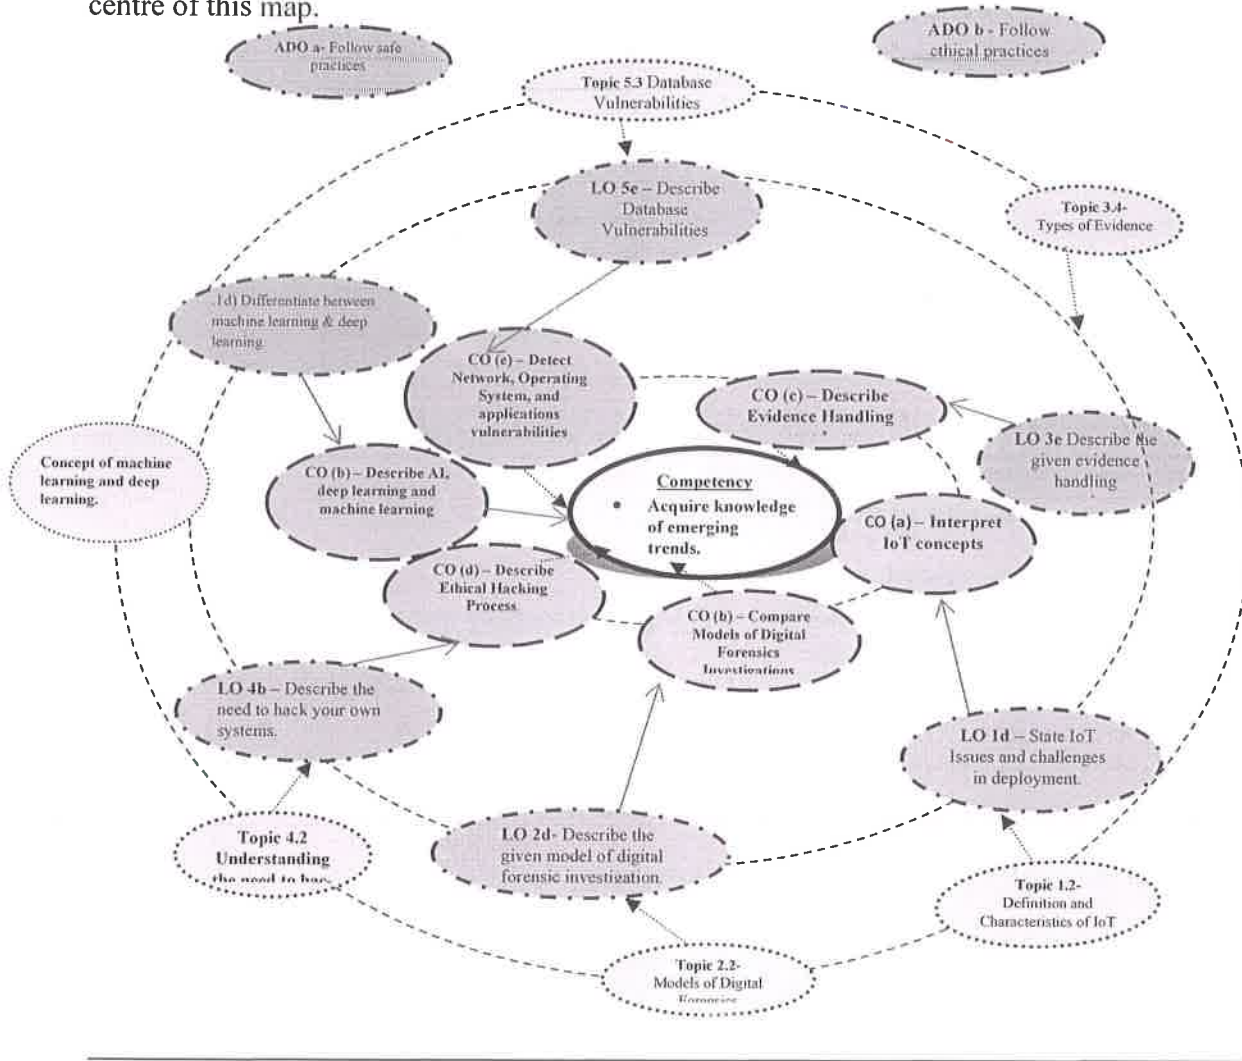 centre of this map.
ADO a- Follow safe
practices
ADO b - Follow
ethical practices
Topic 5.3 Database
Vulnerabilities
LO 5e – Describe
Database
Vulnerabilities
Topic 3.4-
Types of Evidence
1d) Differentiate between
machine learning & deep
learning
CO (e) – Detect
Network, Operating
System, and
applications
vulnerabilities
CO (c) – Describe
Evidence Handling
LO 3e Describe the
given evidence
handling
Concept of machine
learning and deep
learning.
CO (b) – Describe AI,
deep learning and
machine learning
Competency
• Acquire knowledge
of emerging
trends.
CO (a) – Interpret
IoT concepts
CO (d) – Describe
Ethical Hacking
Process
CO (b) – Compare
Models of Digital
Forensics
Investigations
LO 4b – Describe the
need to hack your own
systems.
LO 1d – State IoT
Issues and challenges
in deployment.
Topic 4.2
Understanding
the need to
LO 2d- Describe the
given model of digital
forensic investigation.
Topic 1.2-
Definition and
Characteristics of IoT
Topic 2.2-
Models of Digital